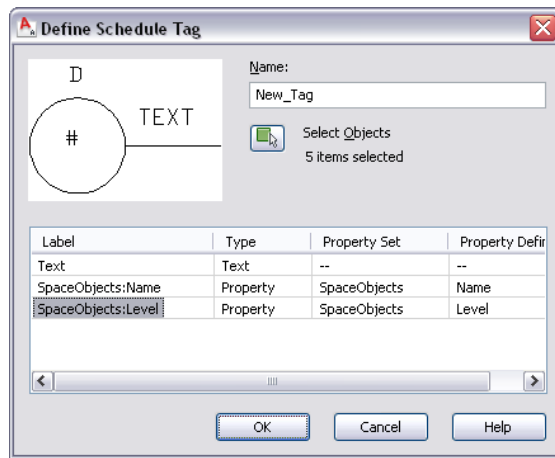 Define Schedule Tag
D
TEXT
#
Name:
New_Tag
Select Objects
5 items selected
Label Type Property Set Property Defin
Text Text -- --
SpaceObjects:Name Property SpaceObjects Name
SpaceObjects:Level Property SpaceObjects Level
OK Cancel Help